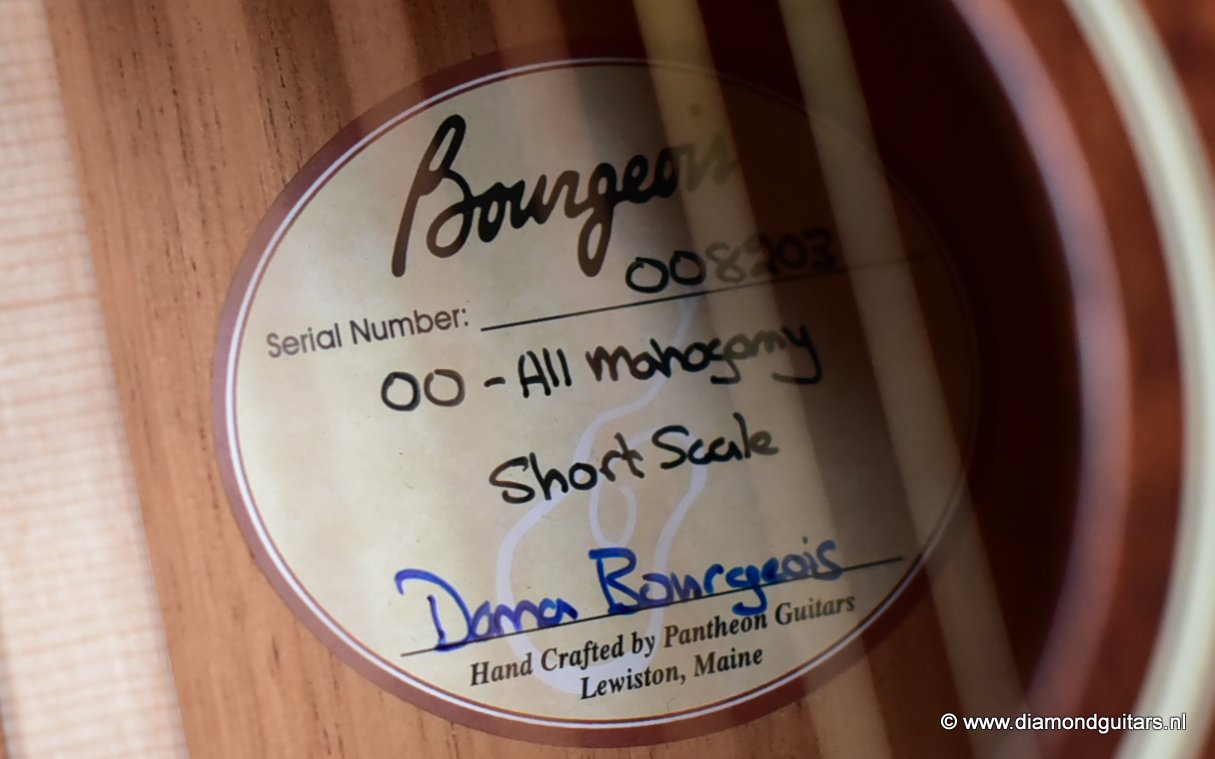 Bourgeois
Serial Number: 008203
00 - All Mahogany
Short Scale
Dana Bourgeois
Hand Crafted by Pantheon Guitars
Lewiston, Maine
© www.diamondguitars.nl